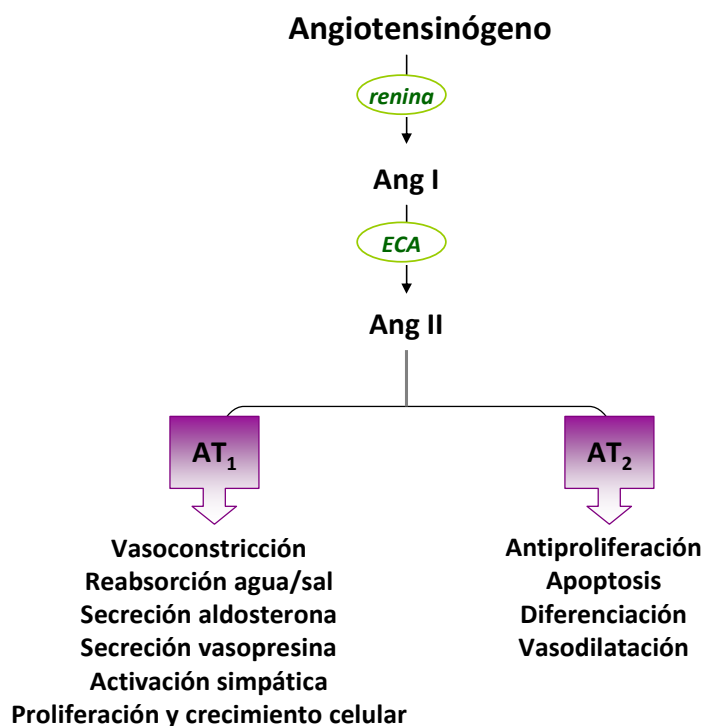 Angiotensinógeno
renina
Ang I
ECA
Ang II
AT₁
Vasoconstricción
Reabsorción agua/sal
Secreción aldosterona
Secreción vasopresina
Activación simpática
Proliferación y crecimiento celular
AT₂
Antiproliferación
Apoptosis
Diferenciación
Vasodilatación